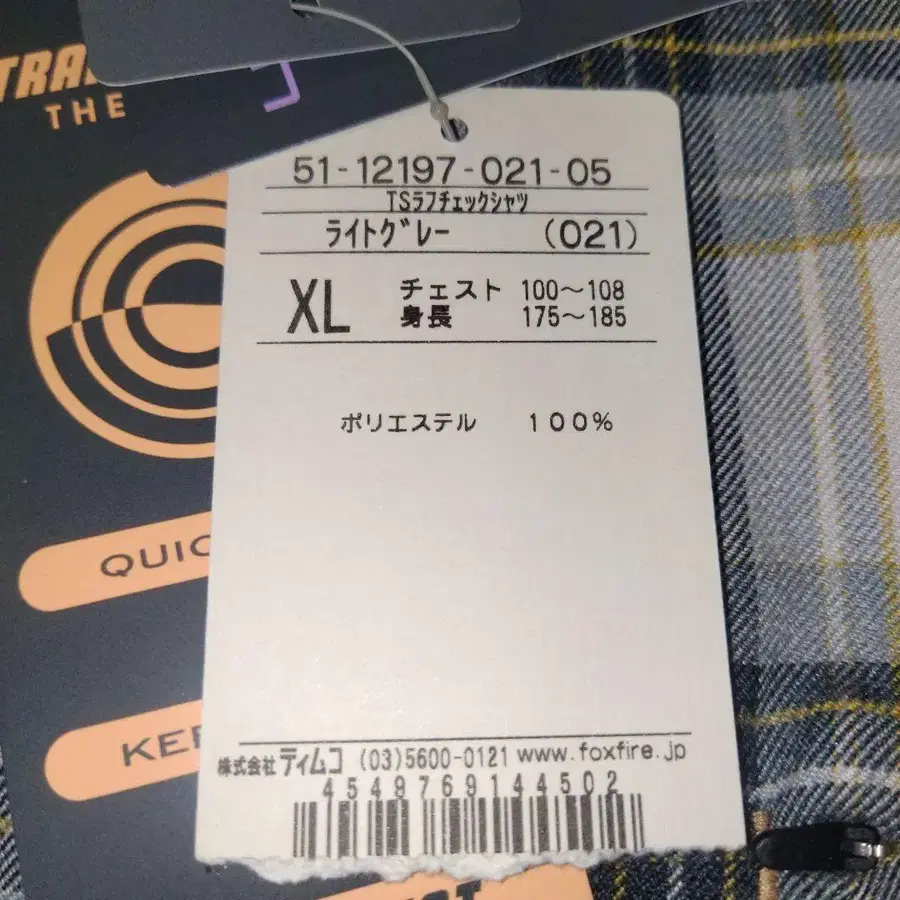 THE
51-12197-021-05
TSラフチェックシャツ
ライトグレー (021)
XL チェスト 100～108
身長 175～185
ポリエステル 100%
株式会社ティムコ (03)5600-0121 www.foxfire.jp
4549769144502